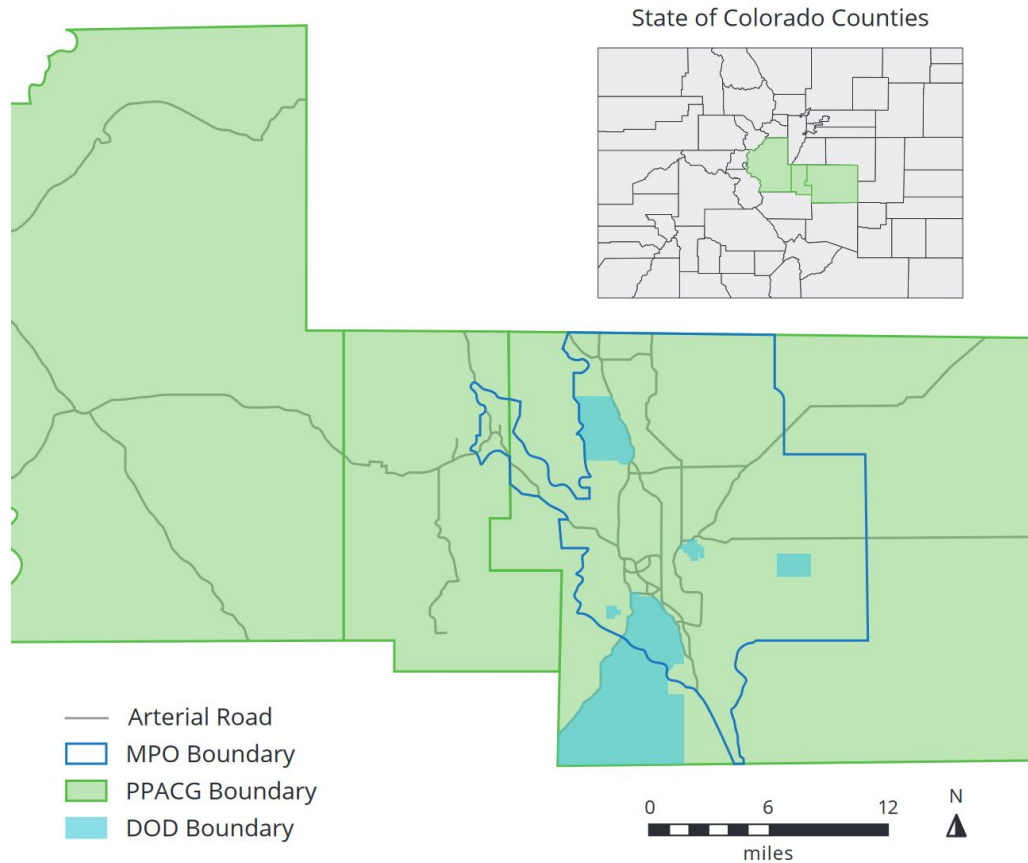 State of Colorado Counties
Arterial Road
MPO Boundary
PPACG Boundary
DOD Boundary
0 6 12
miles
N